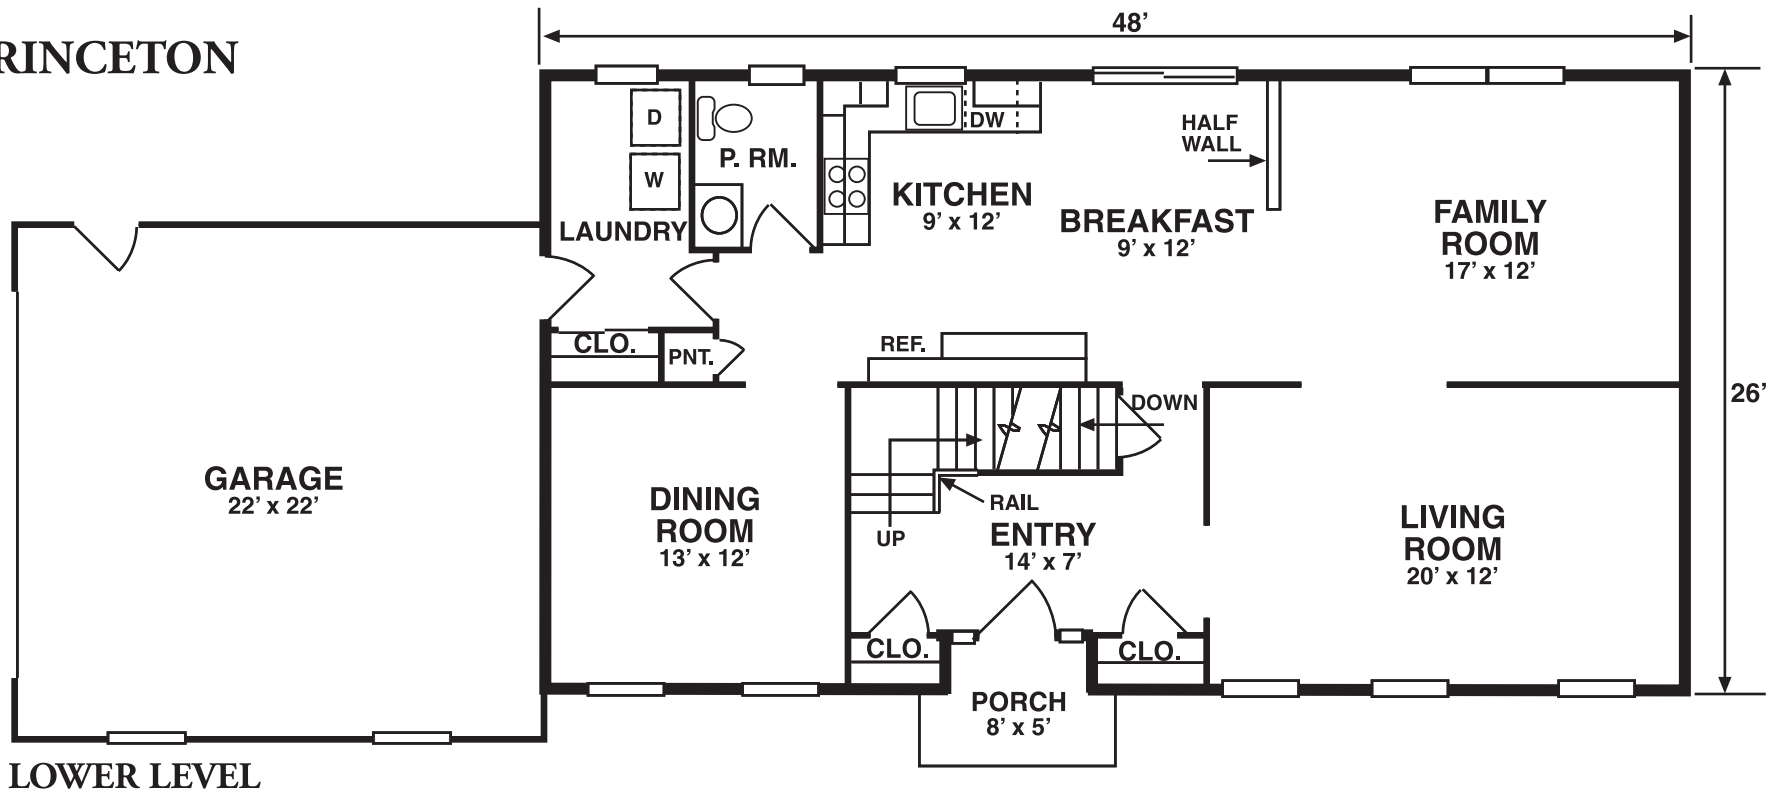 RINCETON
48’
D
W
P. RM.
LAUNDRY
DW
KITCHEN
9’ x 12’
HALF
WALL
BREAKFAST
9’ x 12’
FAMILY
ROOM
17’ x 12’
CLO.
PNT.
REF.
26’
DOWN
GARAGE
22’ x 22’
DINING
ROOM
13’ x 12’
RAIL
UP
ENTRY
14’ x 7’
LIVING
ROOM
20’ x 12’
CLO.
CLO.
PORCH
8’ x 5’
LOWER LEVEL